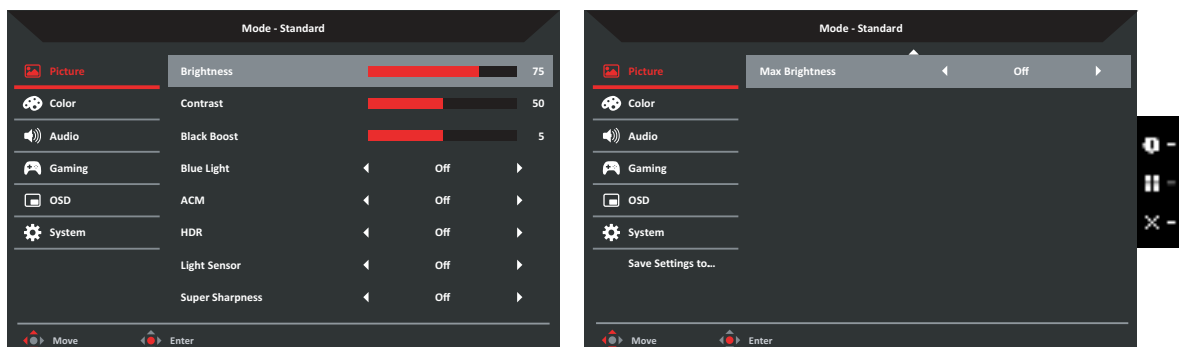 Mode - Standard
Picture
Brightness 75
Color
Contrast 50
Audio
Black Boost 5
Gaming
Blue Light Off
OSD
ACM Off
System
HDR Off
Light Sensor Off
Super Sharpness Off
Move Enter
Mode - Standard
Picture
Max Brightness Off
Color
Audio
Gaming
OSD
System
Save Settings to...
Move Enter